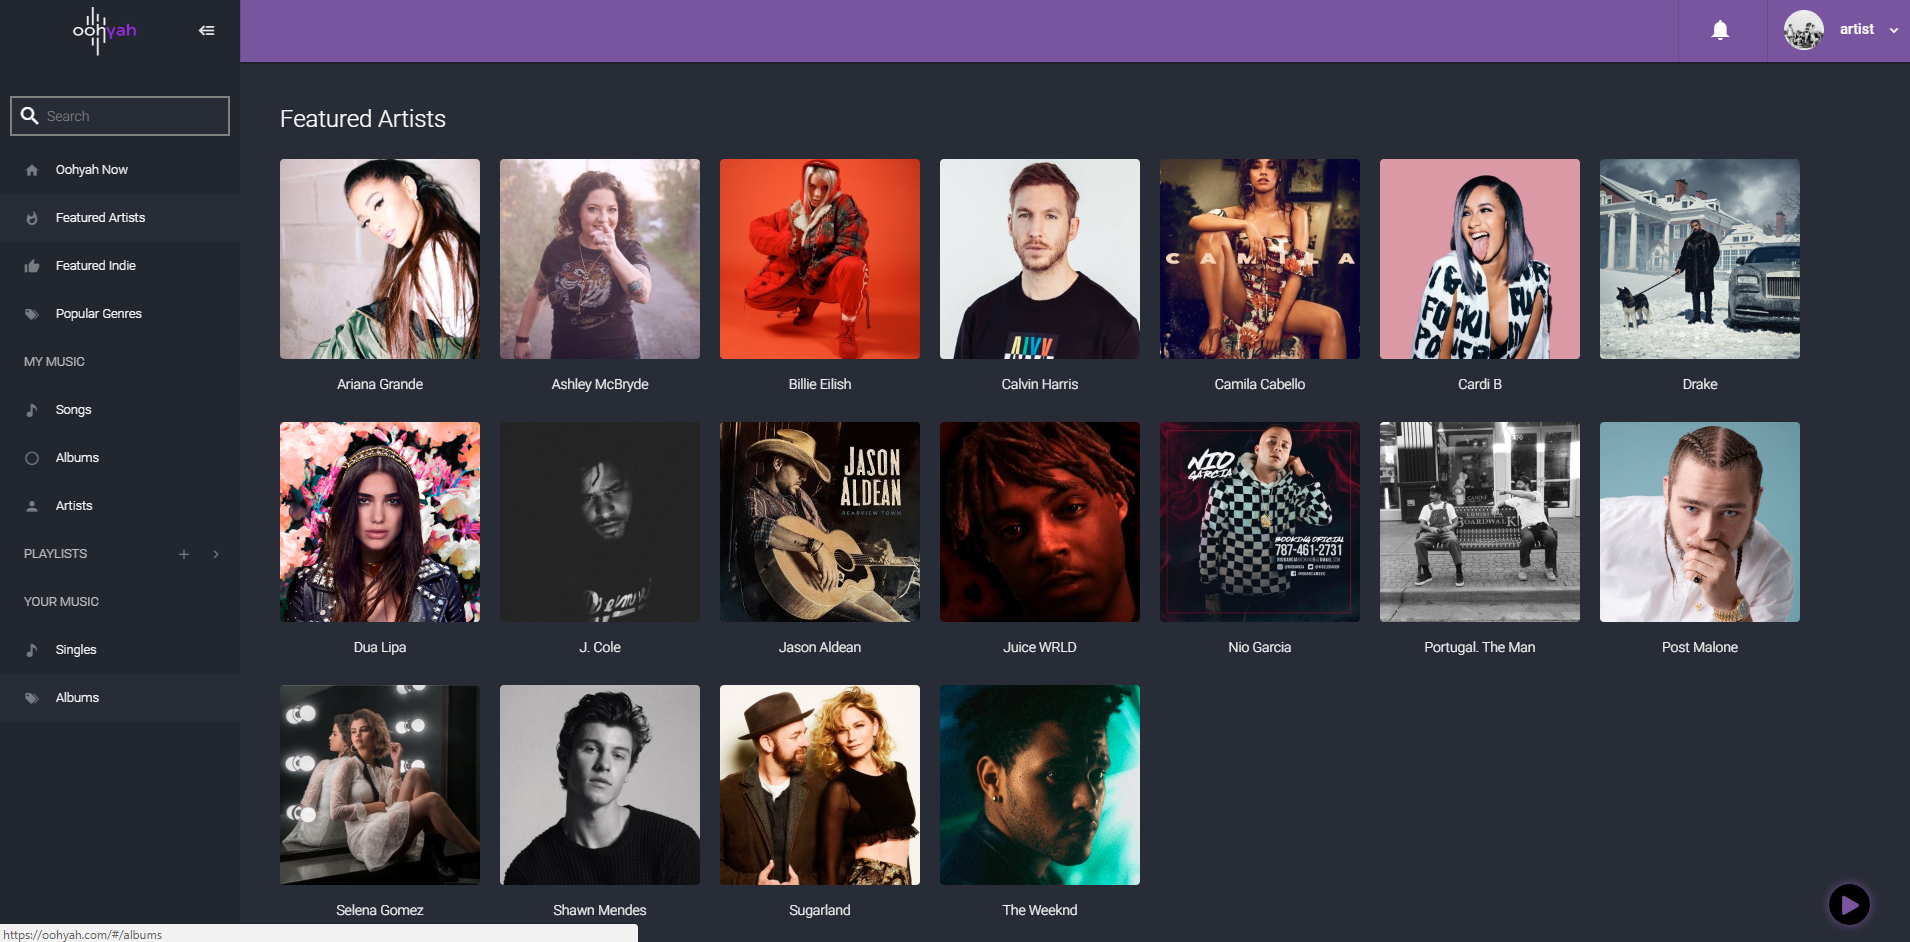 oohyah
artist
Search
Oohyah Now
Featured Artists
Featured Indie
Popular Genres
MY MUSIC
Songs
Albums
Artists
PLAYLISTS
YOUR MUSIC
Singles
Albums
Featured Artists
CAMILA
Ariana Grande
Ashley McBryde
Billie Eilish
Calvin Harris
Camila Cabello
Cardi B
Drake
JASON
ALDEAN
REARVIEW TOWN
NIO
GARCIA
BOOKING OFICIAL
787-461-2731
BOARDWALK
Dua Lipa
J. Cole
Jason Aldean
Juice WRLD
Nio Garcia
Portugal. The Man
Post Malone
Selena Gomez
Shawn Mendes
Sugarland
The Weeknd
https://oohyah.com/#/albums